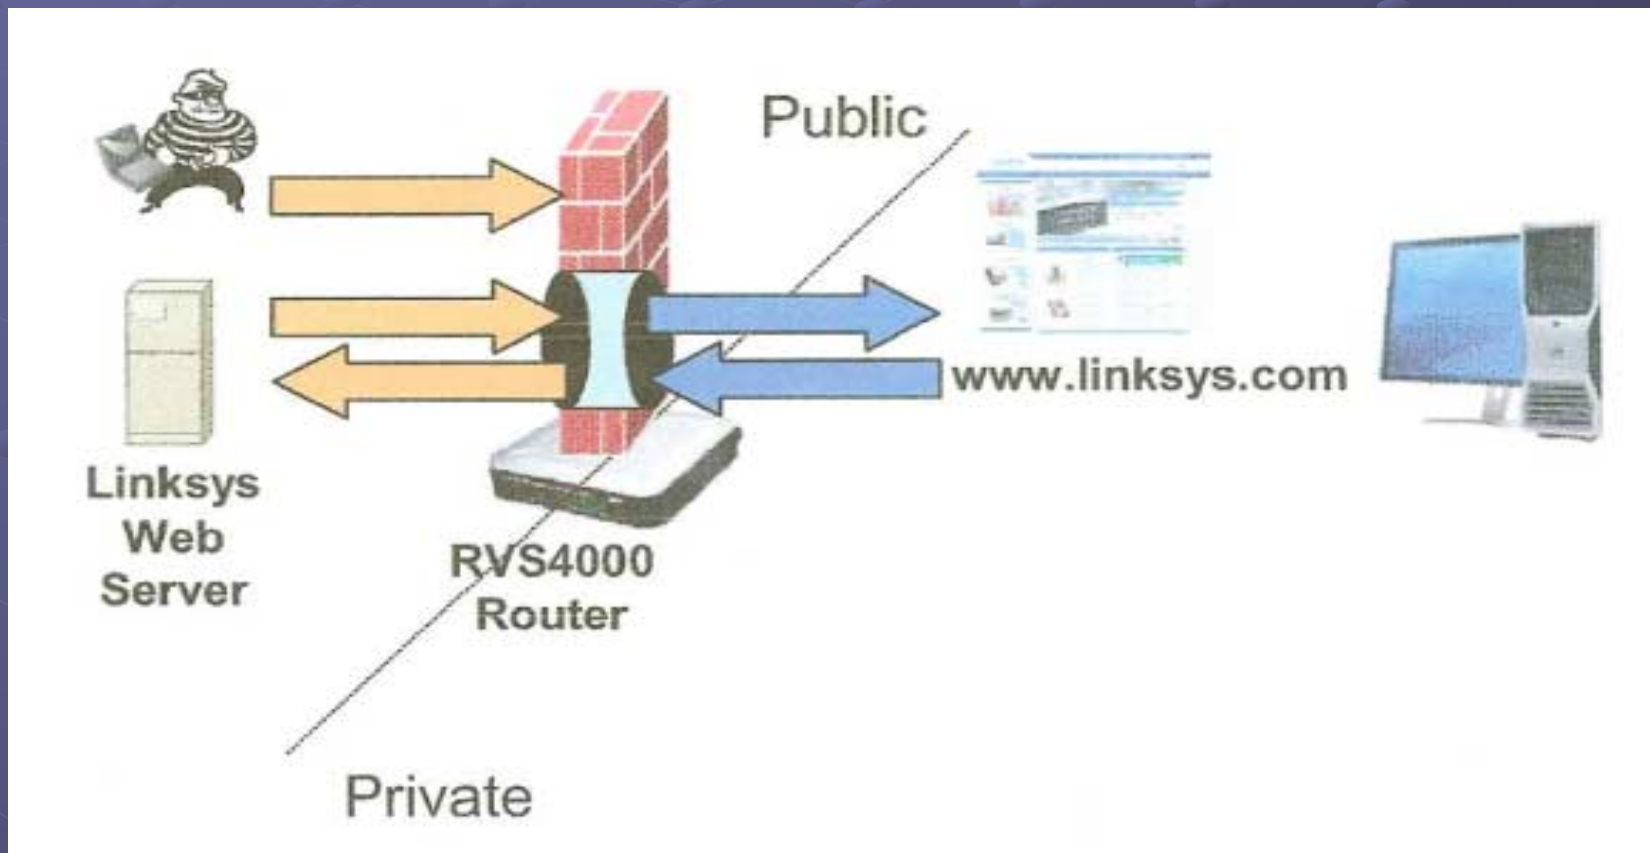 Public
www.linksys.com
Linksys
Web
Server
RVS4000
Router
Private